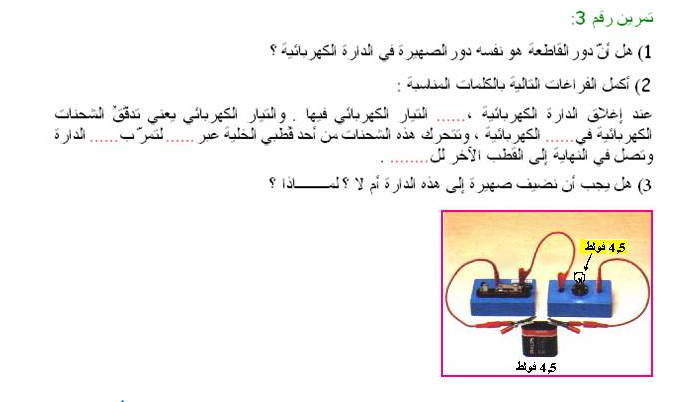 تمرين رقم 3:
1) هل أنّ دور القاطعة هو نفسه دور الصهيرة في الدارة الكهربائية ؟
2) أكمل الفراغات التالية بالكلمات المناسبة :
عند إغلاق الدارة الكهربائية ، ...... التيار الكهربائي فيها . والتيار الكهربائي يعني تدفّقَ الشحنات
الكهربائية في...... الكهربائية ، وتتحرك هذه الشحنات من أحد قُطبي الخلية عبر ...... لتمرّ ب...... الدارة
وتصل في النهاية إلى القطب الآخر لل........ .
3) هل يجب أن نضيف صهيرة إلى هذه الدارة أم لا ؟ لمـــــــاذا ؟
4,5 فولط
4,5 فولط